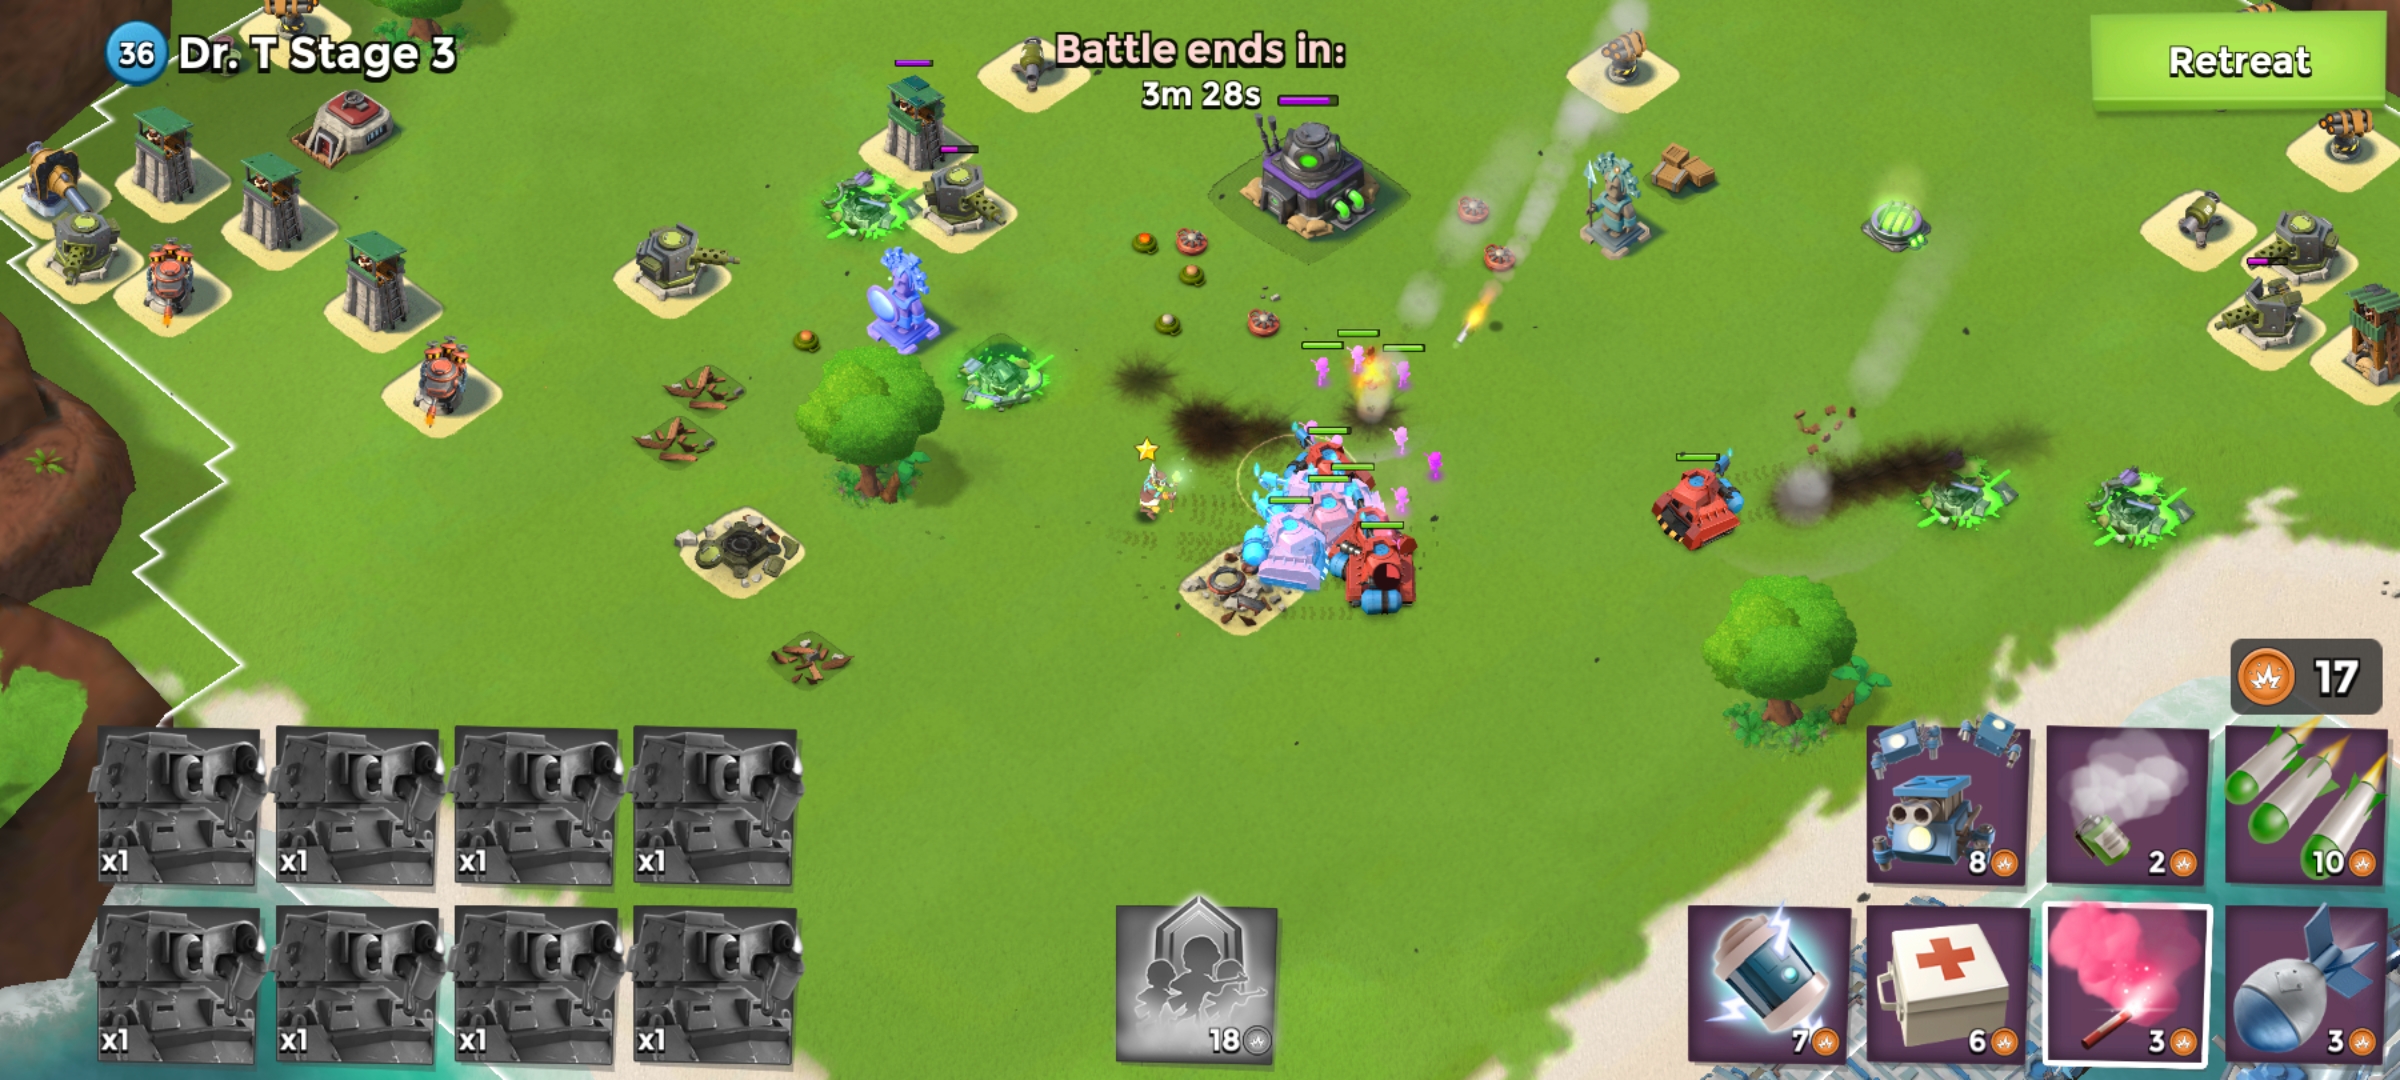 36 Dr. T Stage 3
Battle ends in:
3m 28s
Retreat
17
8
2
10
x1
x1
x1
x1
x1
x1
x1
x1
18
7
6
3
3